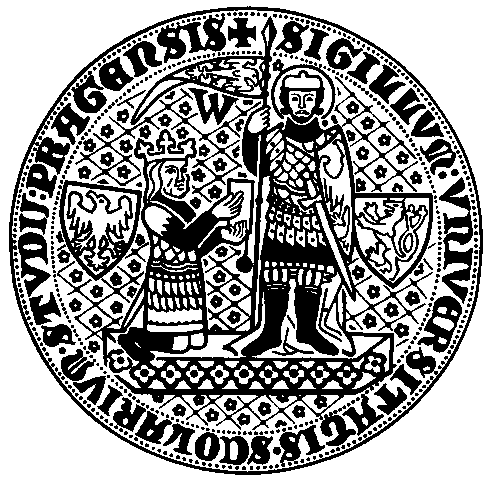 ✠ SIGILLVM: VNIVERSITATIS · SCOLARIVM · STVDII: PRAGENSIS
W